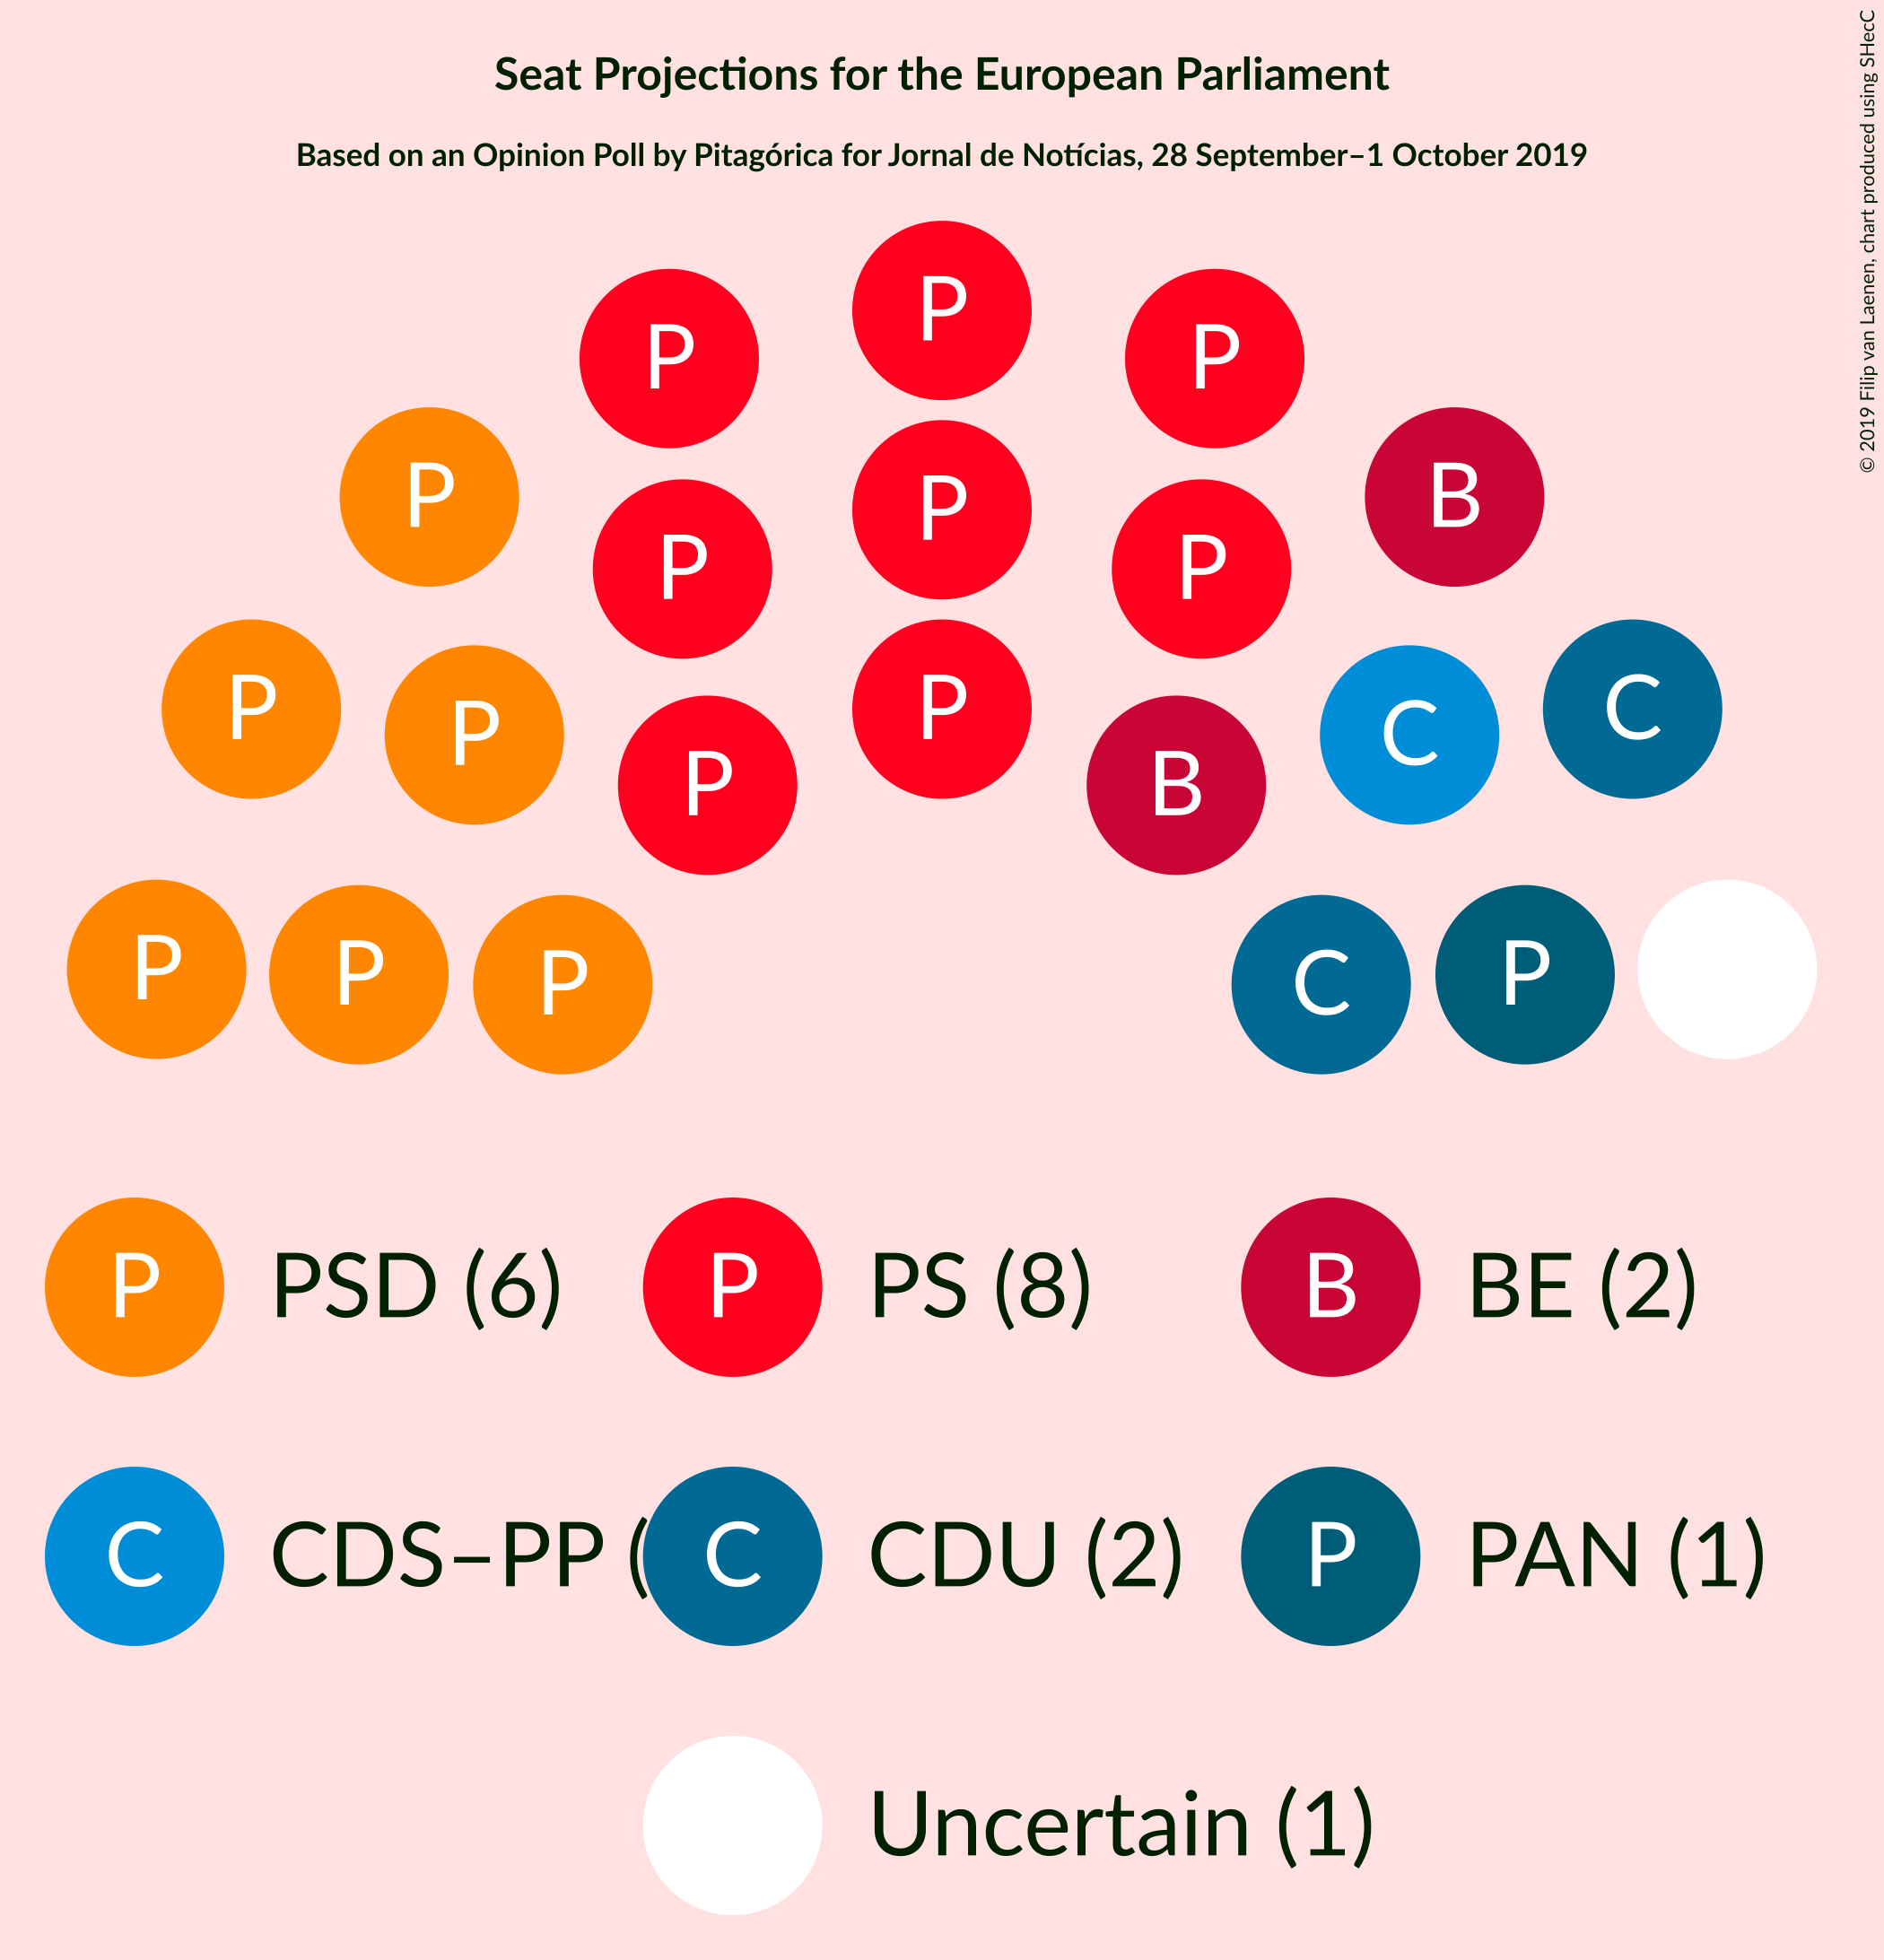 Seat Projections for the European Parliament
Based on an Opinion Poll by Pitagórica for Jornal de Notícias, 28 September–1 October 2019
© 2019 Filip van Laenen, chart produced using SHecC
P
P P
P B
P
P P
P C
P P C
P B
P P P C P
P PSD (6) P PS (8) B BE (2)
C CDS–PP ( C CDU (2) P PAN (1)
Uncertain (1)